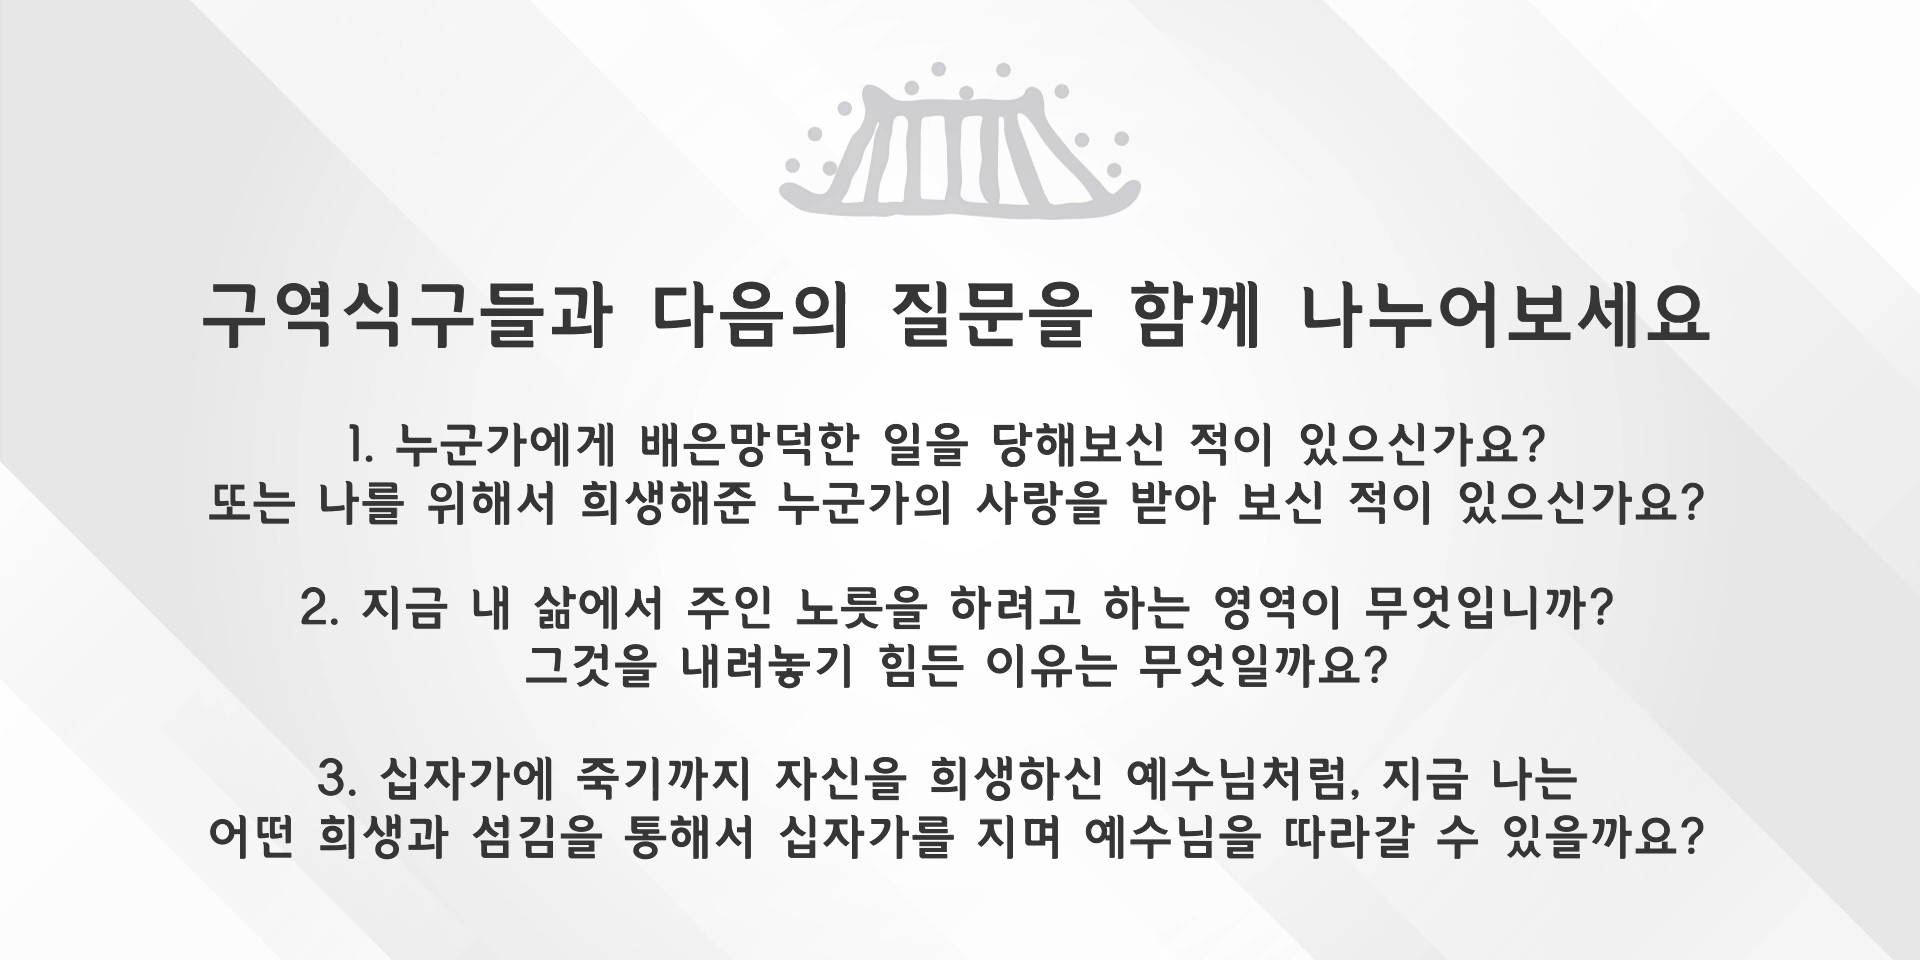 구역식구들과 다음의 질문을 함께 나누어보세요
1. 누군가에게 배은망덕한 일을 당해보신 적이 있으신가요?
또는 나를 위해서 희생해준 누군가의 사랑을 받아 보신 적이 있으신가요?
2. 지금 내 삶에서 주인 노릇을 하려고 하는 영역이 무엇입니까?
그것을 내려놓기 힘든 이유는 무엇일까요?
3. 십자가에 죽기까지 자신을 희생하신 예수님처럼, 지금 나는
어떤 희생과 섬김을 통해서 십자가를 지며 예수님을 따라갈 수 있을까요?